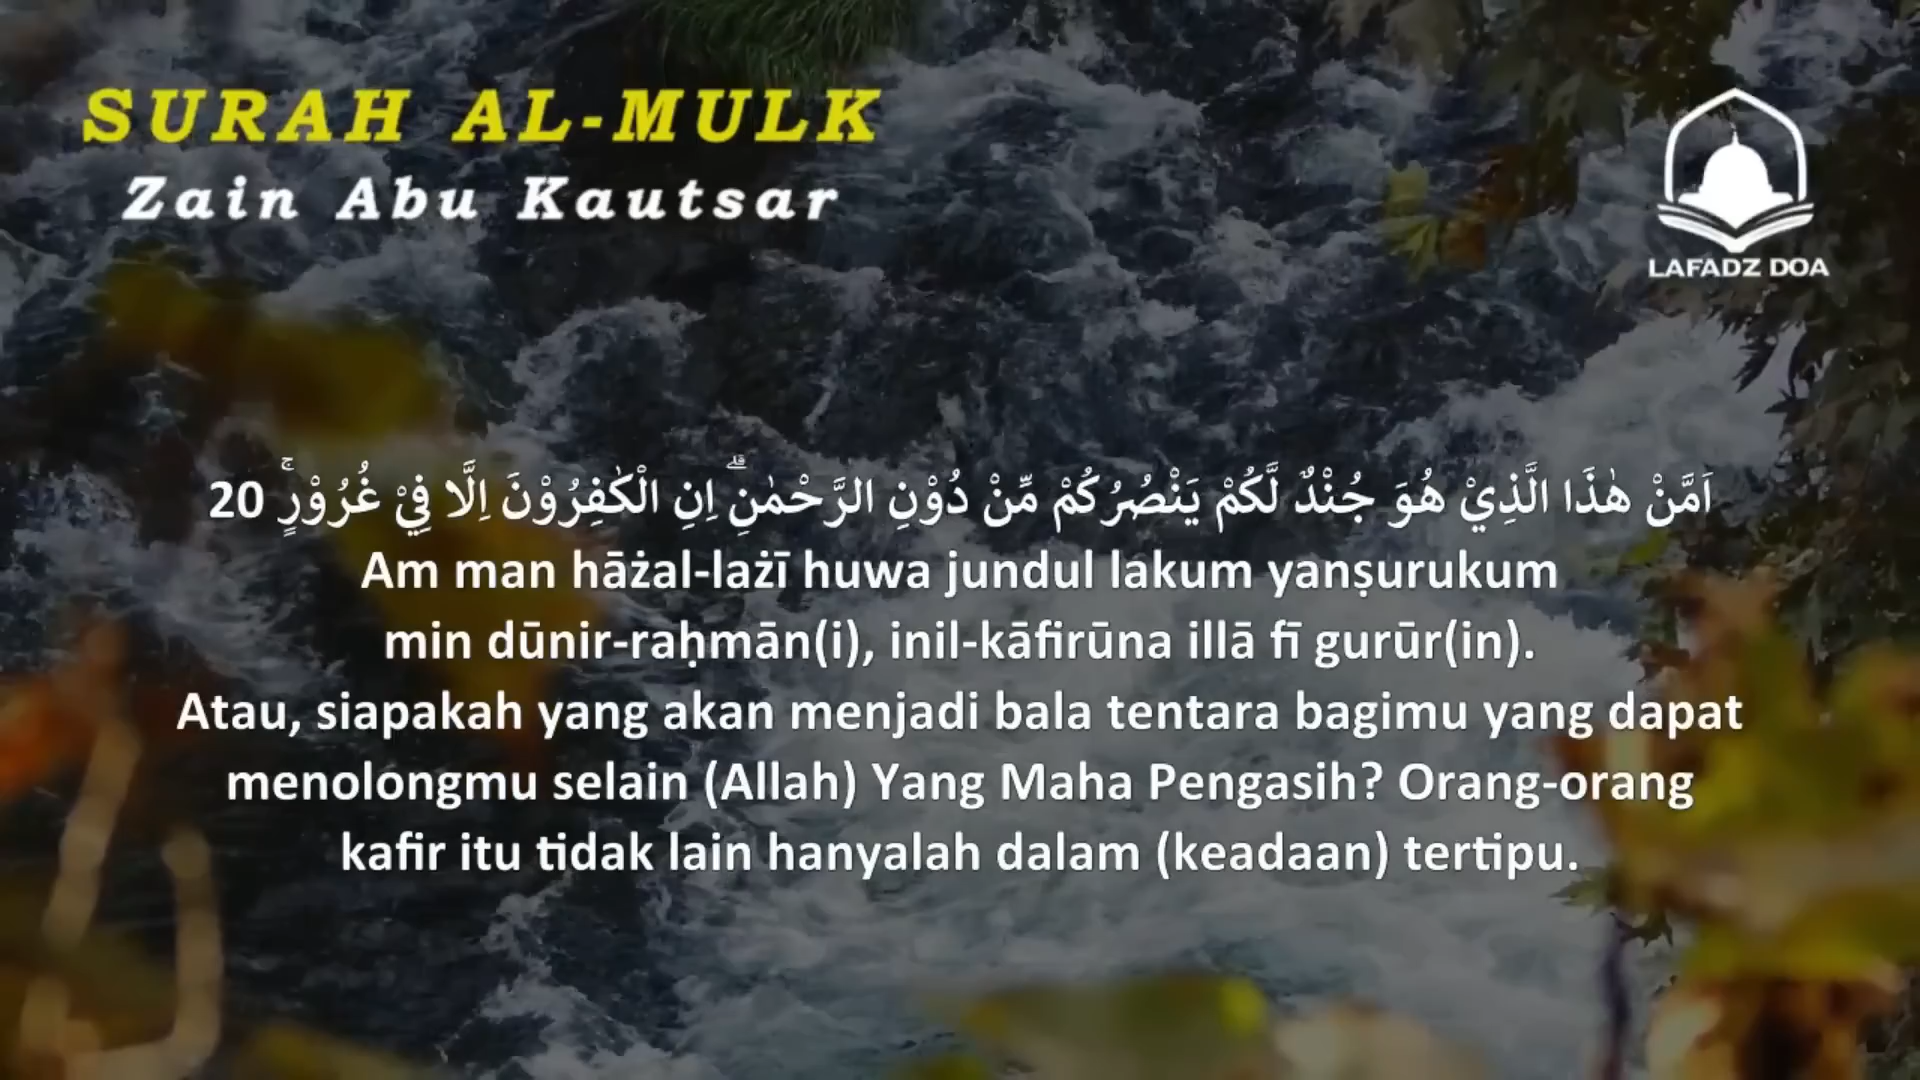 SURAH AL-MULK
Zain Abu Kautsar
LAFADZ DOA
اَمَّنْ هٰذَا الَّذِيْ هُوَ جُنْدٌ لَّكُمْ يَنْصُرُكُمْ مِّنْ دُوْنِ الرَّحْمٰنِۗ اِنِ الْكٰفِرُوْنَ اِلَّا فِيْ غُرُوْرٍۚ 20
Am man hāżal-lażī huwa jundul lakum yanṣurukum
min dūnir-raḥmān(i), inil-kāfirūna illā fī gurūr(in).
Atau, siapakah yang akan menjadi bala tentara bagimu yang dapat
menolongmu selain (Allah) Yang Maha Pengasih? Orang-orang
kafir itu tidak lain hanyalah dalam (keadaan) tertipu.